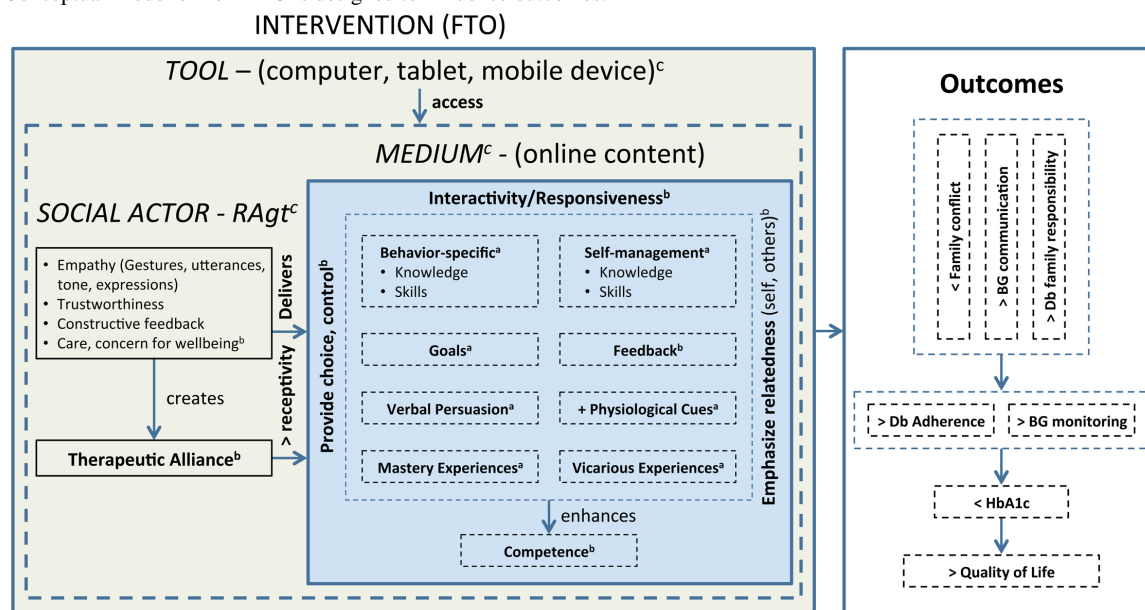 INTERVENTION (FTO)
TOOL – (computer, tablet, mobile device)ᶜ
access
MEDIUMᶜ - (online content)
SOCIAL ACTOR - RAgtᶜ
• Empathy (Gestures, utterances,
tone, expressions)
• Trustworthiness
• Constructive feedback
• Care, concern for wellbeingᵇ
creates
Therapeutic Allianceᵇ
Delivers
> receptivity
Interactivity/Responsivenessᵇ
Provide choice, controlᵇ
Behavior-specificᵃ
• Knowledge
• Skills
Self-managementᵃ
• Knowledge
• Skills
Goalsᵃ
Feedbackᵇ
Verbal Persuasionᵃ
+ Physiological Cuesᵃ
Mastery Experiencesᵃ
Vicarious Experiencesᵃ
Emphasize relatedness (self, others)ᵇ
enhances
Competenceᵇ
Outcomes
< Family conflict
> BG communication
> Db family responsibility
> Db Adherence
> BG monitoring
< HbA1c
> Quality of Life